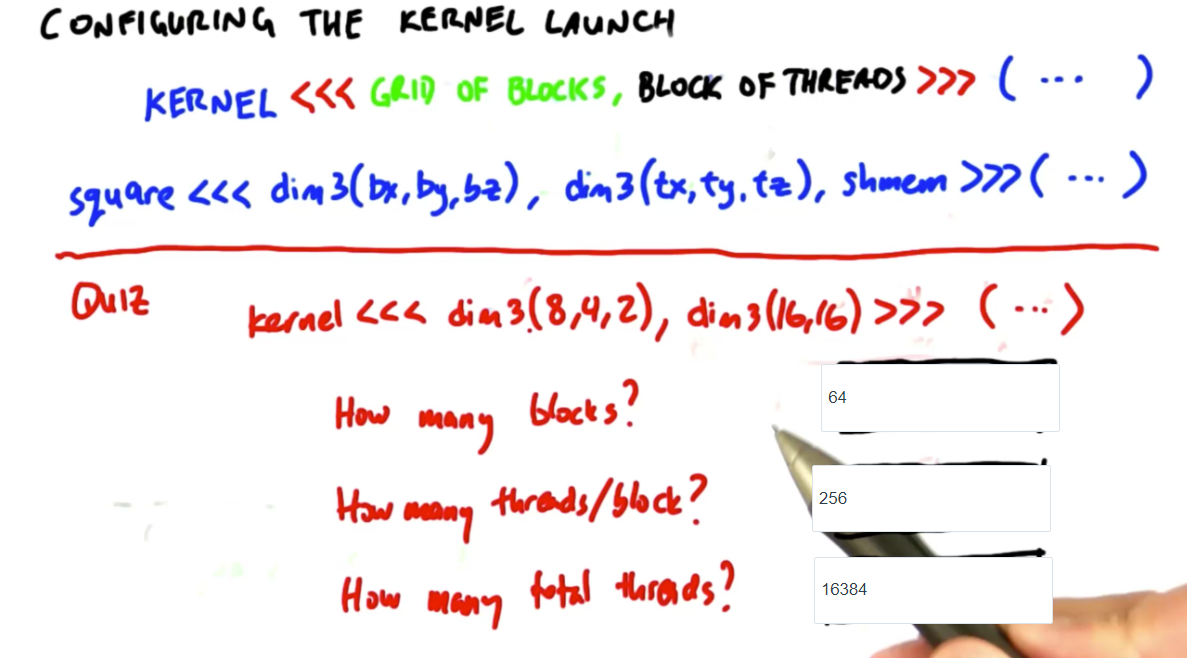 CONFIGURING THE KERNEL LAUNCH
KERNEL <<< GRID OF BLOCKS, BLOCK OF THREADS >>> ( ... )
square <<< dim3(bx,by,bz), dim3(tx,ty,tz), shmem >>> ( ... )
QUIZ
kernel <<< dim3(8,4,2), dim3(16,16) >>> ( ... )
How many blocks? 64
How many threads/block? 256
How many total threads? 16384